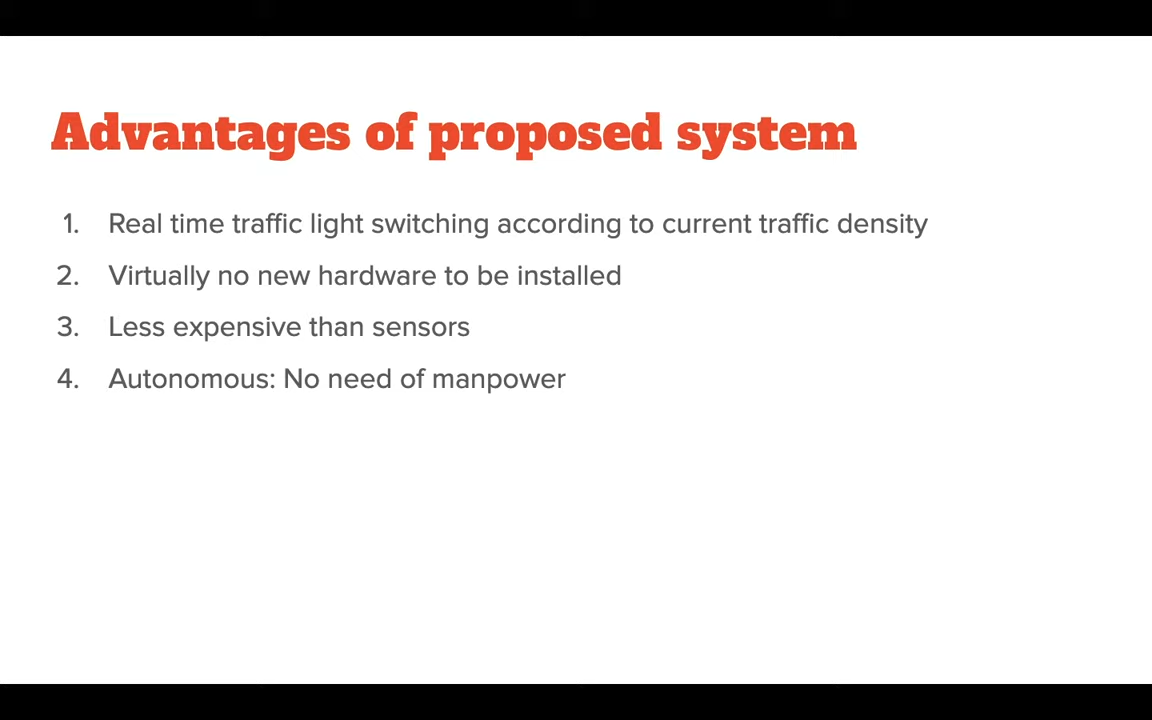 Advantages of proposed system
1. Real time traffic light switching according to current traffic density
2. Virtually no new hardware to be installed
3. Less expensive than sensors
4. Autonomous: No need of manpower